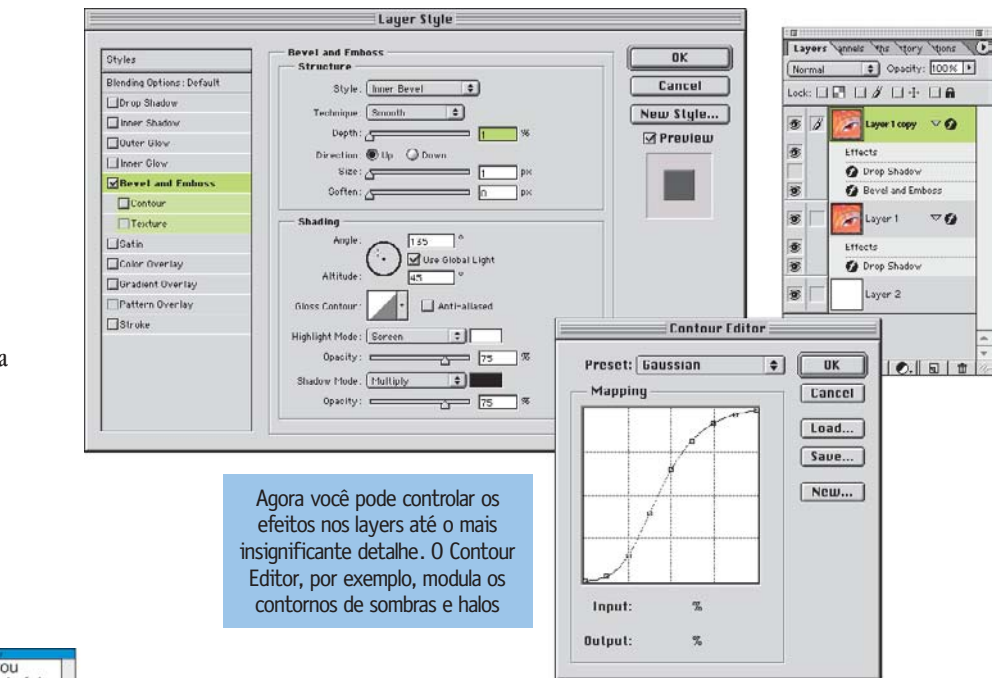 Layer Style
Styles
Blending Options: Default
Drop Shadow
Inner Shadow
Outer Glow
Inner Glow
Bevel and Emboss
Contour
Texture
Satin
Color Overlay
Gradient Overlay
Pattern Overlay
Stroke
Bevel and Emboss
Structure
Style: Inner Bevel
Technique: Smooth
Depth: 1 %
Direction: Up Down
Size: 1 px
Soften: 0 px
Shading
Angle: 135 °
Use Global Light
Altitude: 45 °
Gloss Contour: Anti-aliased
Highlight Mode: Screen
Opacity: 75 %
Shadow Mode: Multiply
Opacity: 75 %
OK
Cancel
New Style...
Preview
Layers annels ths story tions
Normal Opacity: 100%
Lock:
Layer 1 copy
Effects
Drop Shadow
Bevel and Emboss
Layer 1
Effects
Drop Shadow
Layer 2
Contour Editor
Preset: Gaussian
Mapping
Input: %
Output: %
OK
Cancel
Load...
Save...
New...
a
Agora você pode controlar os
efeitos nos layers até o mais
insignificante detalhe. O Contour
Editor, por exemplo, modula os
contornos de sombras e halos
ou